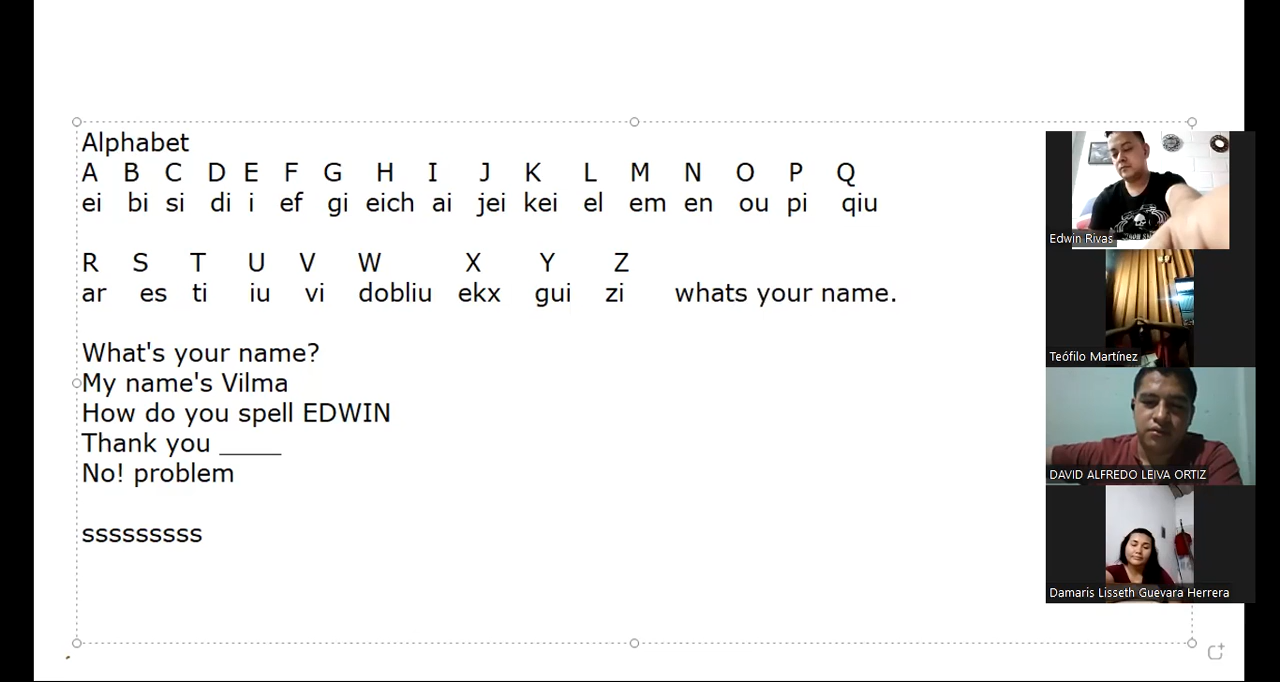 Alphabet
A B C D E F G H I J K L M N O P Q
ei bi si di i ef gi eich ai jei kei el em en ou pi qiu
R S T U V W X Y Z
ar es ti iu vi dobliu ekx gui zi whats your name.
What's your name?
My name's Vilma
How do you spell EDWIN
Thank you _____
No! problem
sssssssss
Edwin Rivas
Teófilo Martínez
DAVID ALFREDO LEIVA ORTIZ
Damaris Lisseth Guevara Herrera